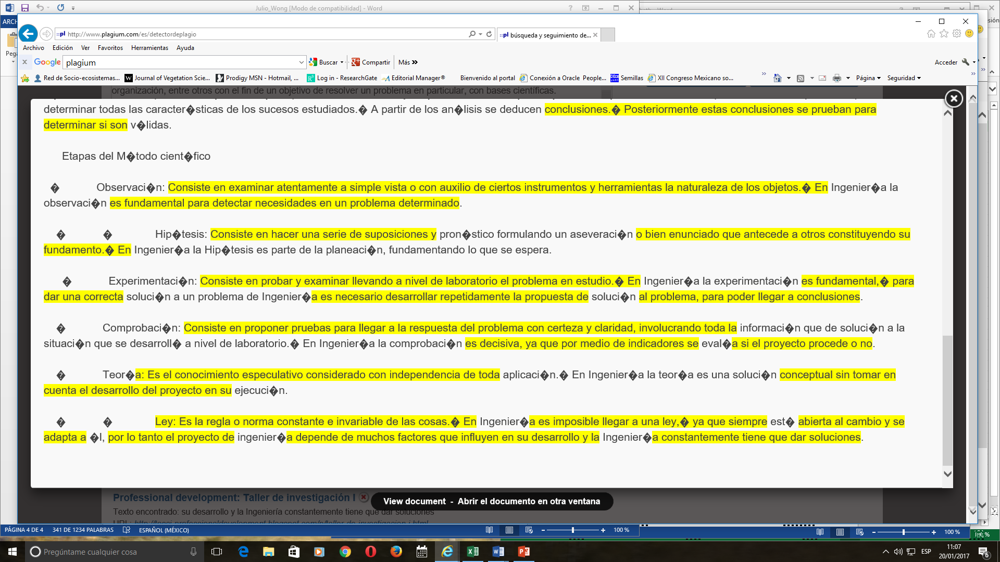 Julio_Wong [Modo de compatibilidad] - Word
ARCH
http://www.plagium.com/es/detectordeplagio
::pl búsqueda y seguimiento de...
Archivo Edición Ver Favoritos Herramientas Ayuda
Google plagium Buscar Compartir Más Acceder
Red de Socio-ecosistemas... Journal of Vegetation Scie... Prodigy MSN - Hotmail, ... Log in - ResearchGate Editorial Manager® Bienvenido al portal Conexión a Oracle People... Semillas XII Congreso Mexicano so... Página Seguridad
organización, entre otros con el fin de un objetivo de resolver un problema en particular, con bases científicas.
determinar todas las caracter�sticas de los sucesos estudiados.� A partir de los an�lisis se deducen conclusiones.� Posteriormente estas conclusiones se prueban para
determinar si son v�lidas.
Etapas del M�todo cient�fico
� Observaci�n: Consiste en examinar atentamente a simple vista o con auxilio de ciertos instrumentos y herramientas la naturaleza de los objetos.� En Ingenier�a la
observaci�n es fundamental para detectar necesidades en un problema determinado.
� � Hip�tesis: Consiste en hacer una serie de suposiciones y pron�stico formulando un aseveraci�n o bien enunciado que antecede a otros constituyendo su
fundamento.� En Ingenier�a la Hip�tesis es parte de la planeaci�n, fundamentando lo que se espera.
� Experimentaci�n: Consiste en probar y examinar llevando a nivel de laboratorio el problema en estudio.� En Ingenier�a la experimentaci�n es fundamental,� para
dar una correcta soluci�n a un problema de Ingenier�a es necesario desarrollar repetidamente la propuesta de soluci�n al problema, para poder llegar a conclusiones.
� Comprobaci�n: Consiste en proponer pruebas para llegar a la respuesta del problema con certeza y claridad, involucrando toda la informaci�n que de soluci�n a la
situaci�n que se desarroll� a nivel de laboratorio.� En Ingenier�a la comprobaci�n es decisiva, ya que por medio de indicadores se eval�a si el proyecto procede o no.
� Teor�a: Es el conocimiento especulativo considerado con independencia de toda aplicaci�n.� En Ingenier�a la teor�a es una soluci�n conceptual sin tomar en
cuenta el desarrollo del proyecto en su ejecuci�n.
� � Ley: Es la regla o norma constante e invariable de las cosas.� En Ingenier�a es imposible llegar a una ley,� ya que siempre est� abierta al cambio y se
adapta a �l, por lo tanto el proyecto de ingenier�a depende de muchos factores que influyen en su desarrollo y la Ingenier�a constantemente tiene que dar soluciones.
Professional development: Taller de investigación I
View document - Abrir el documento en otra ventana
Texto encontrado: su desarrollo y la Ingeniería constantemente tiene que dar soluciones
PÁGINA 4 DE 4 341 DE 1234 PALABRAS ESPAÑOL (MÉXICO) 100 % 100 %
Pregúntame cualquier cosa
ESP
11:07
20/01/2017
6